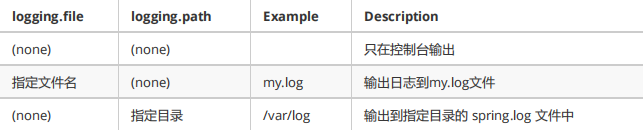 logging.file logging.path Example Description
(none) (none) 只在控制台输出
指定文件名 (none) my.log 输出日志到my.log文件
(none) 指定目录 /var/log 输出到指定目录的 spring.log 文件中